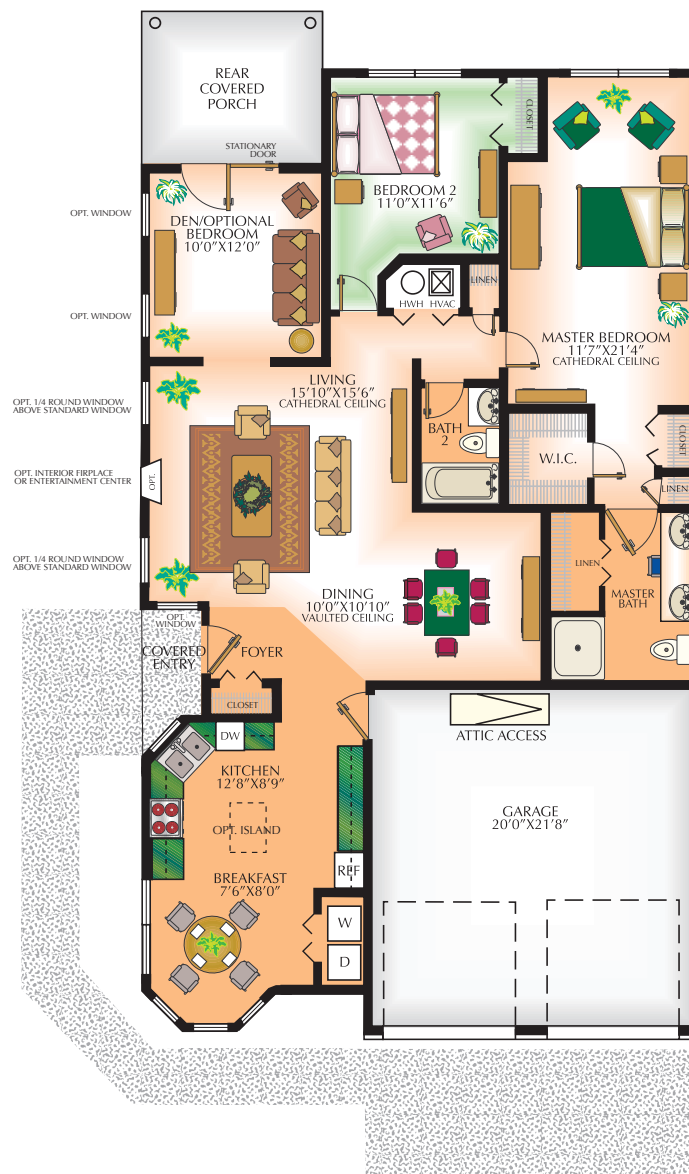 REAR
COVERED
PORCH
STATIONARY
DOOR
OPT. WINDOW
DEN/OPTIONAL
BEDROOM
10'0"X12'0"
OPT. WINDOW
BEDROOM 2
11'0"X11'6"
CLOSET
HWH
HVAC
LINEN
MASTER BEDROOM
11'7"X21'4"
CATHEDRAL CEILING
LIVING
15'10"X15'6"
CATHEDRAL CEILING
OPT. 1/4 ROUND WINDOW
ABOVE STANDARD WINDOW
BATH
2
W.I.C.
CLOSET
LINEN
OPT. INTERIOR FIRPLACE
OR ENTERTAINMENT CENTER
OPT.
OPT. 1/4 ROUND WINDOW
ABOVE STANDARD WINDOW
LINEN
MASTER
BATH
DINING
10'0"X10'10"
VAULTED CEILING
OPT.
WINDOW
COVERED
ENTRY
FOYER
CLOSET
DW
ATTIC ACCESS
KITCHEN
12'8"X8'9"
OPT. ISLAND
GARAGE
20'0"X21'8"
REF
BREAKFAST
7'6"X8'0"
W
D